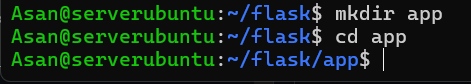 Asan@serverubuntu:~/flask$ mkdir app
Asan@serverubuntu:~/flask$ cd app
Asan@serverubuntu:~/flask/app$